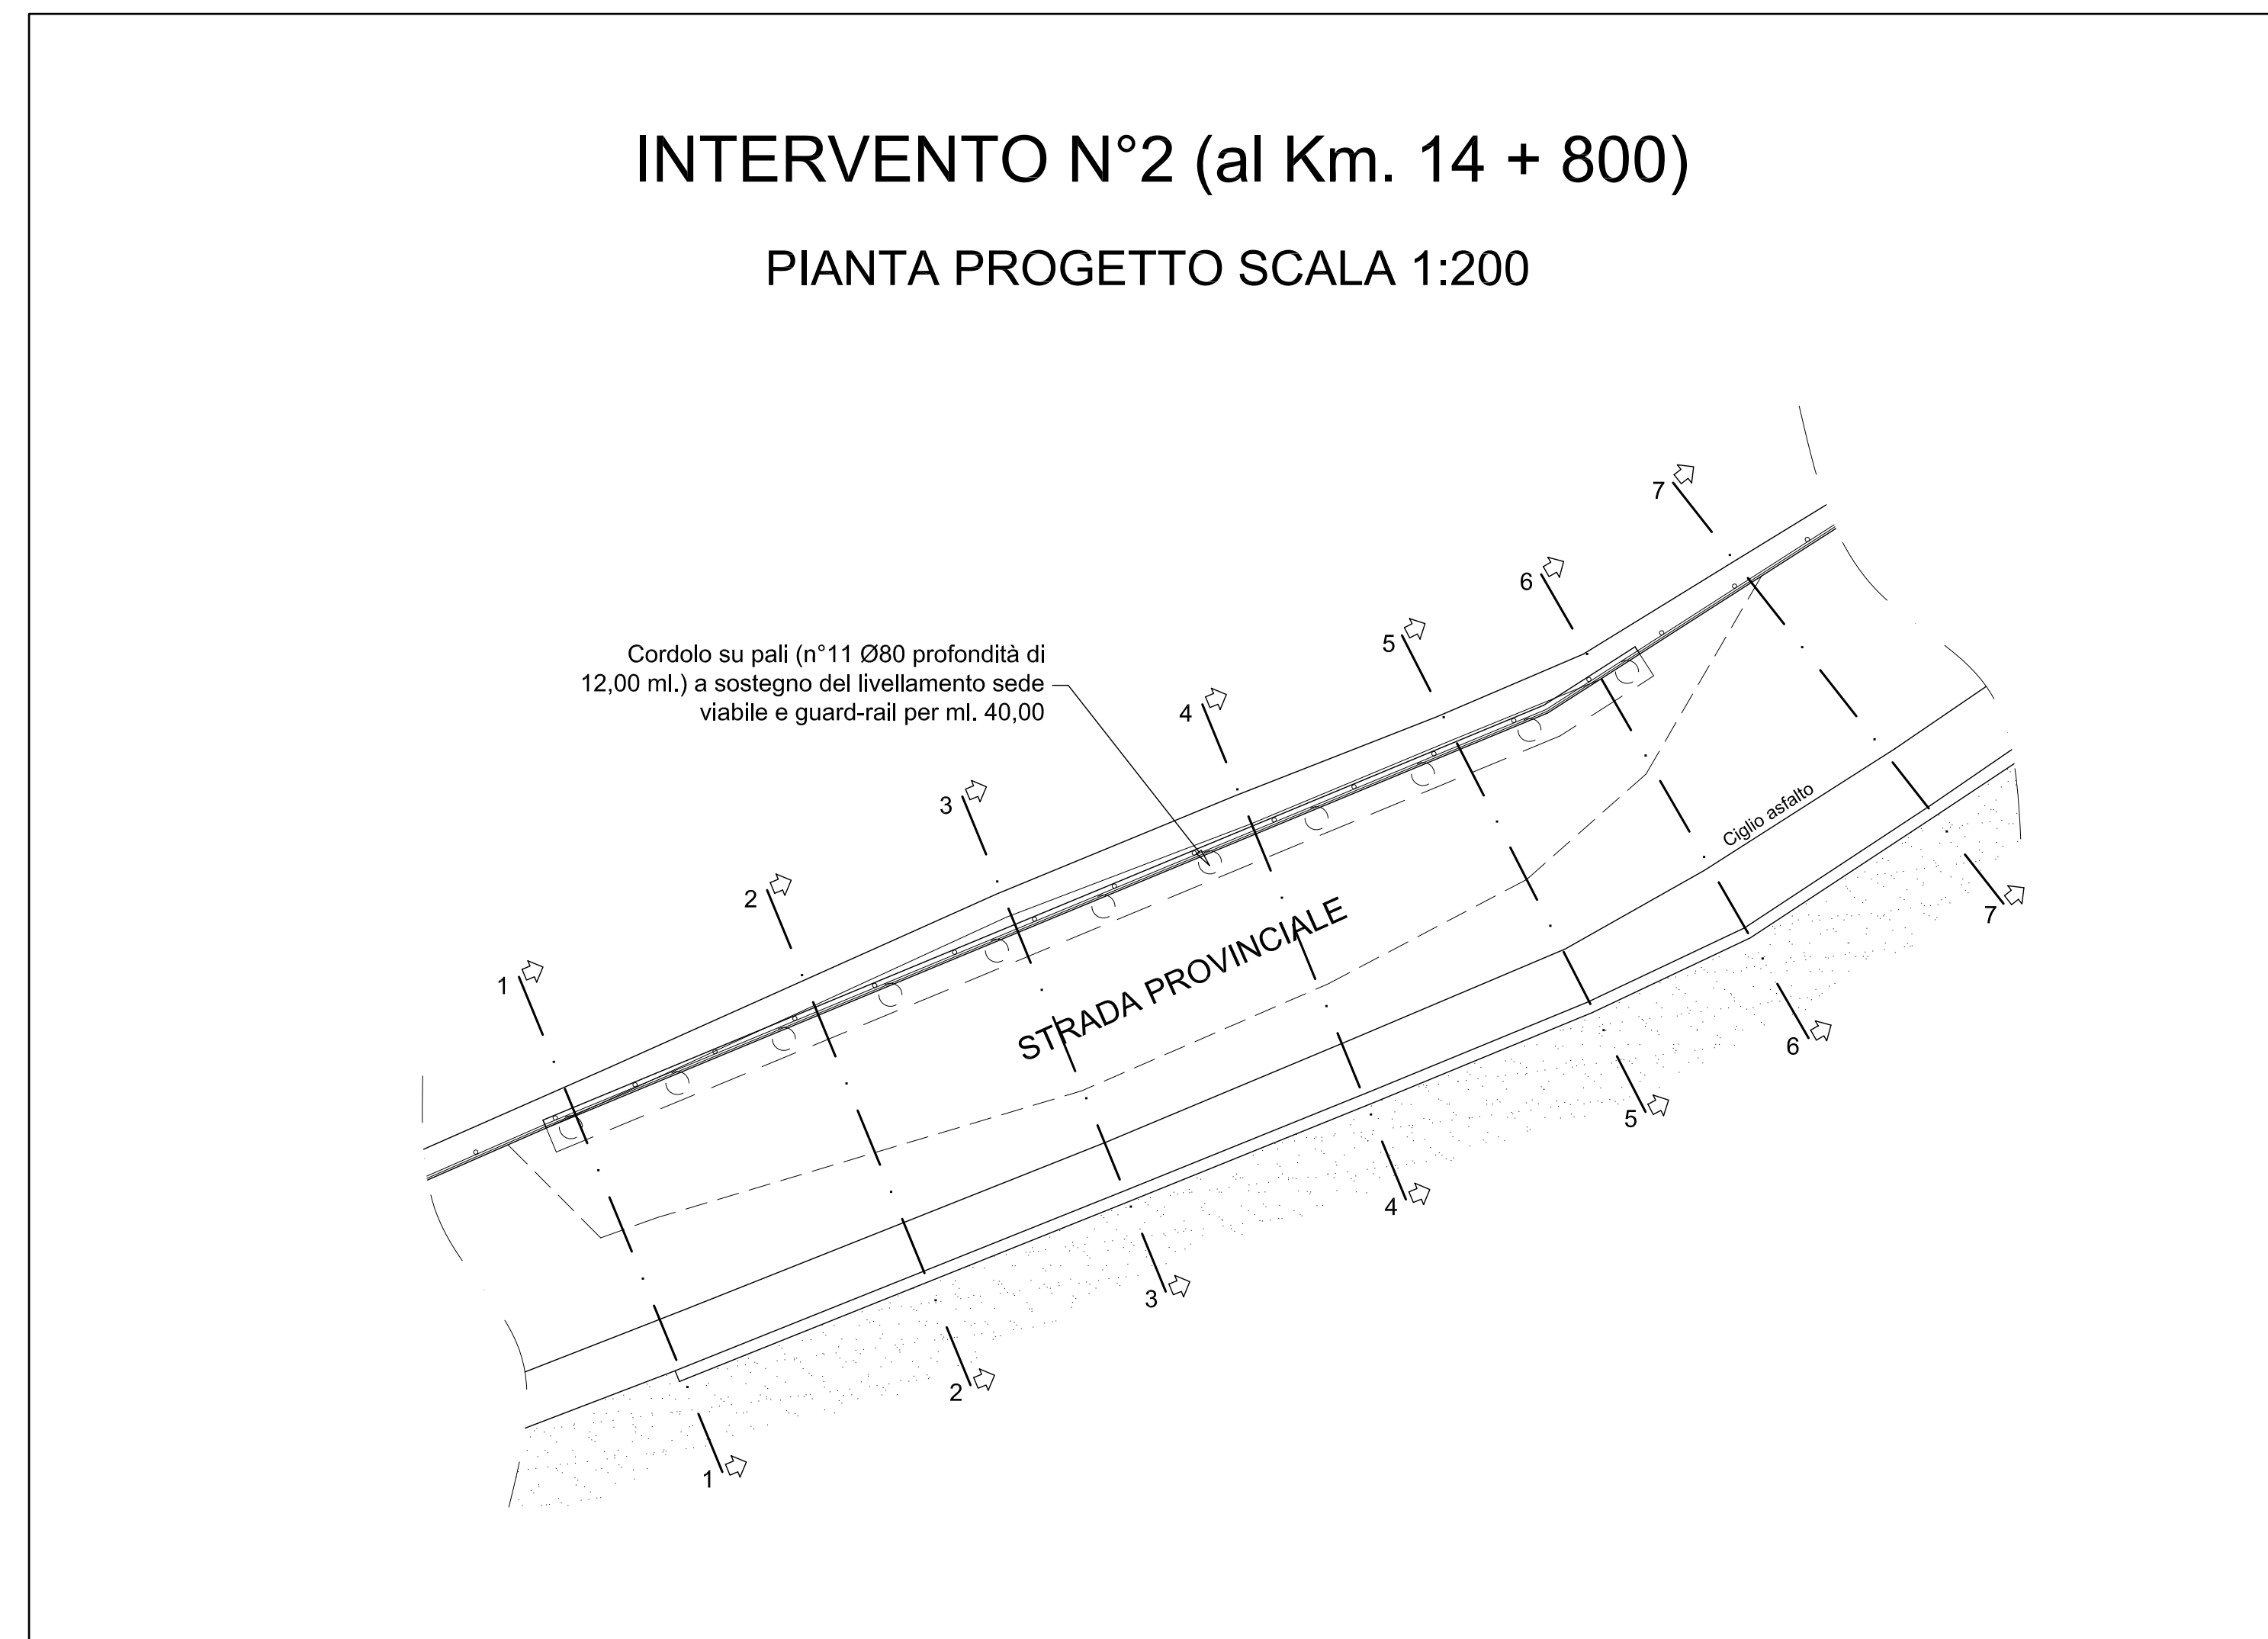 INTERVENTO N°2 (al Km. 14 + 800)
PIANTA PROGETTO SCALA 1:200
7
6
5
Cordolo su pali (n°11 Ø80 profondità di
12,00 ml.) a sostegno del livellamento sede
viabile e guard-rail per ml. 40,00
4
3
2
1
Ciglio asfalto
STRADA PROVINCIALE
7
6
5
4
3
2
1